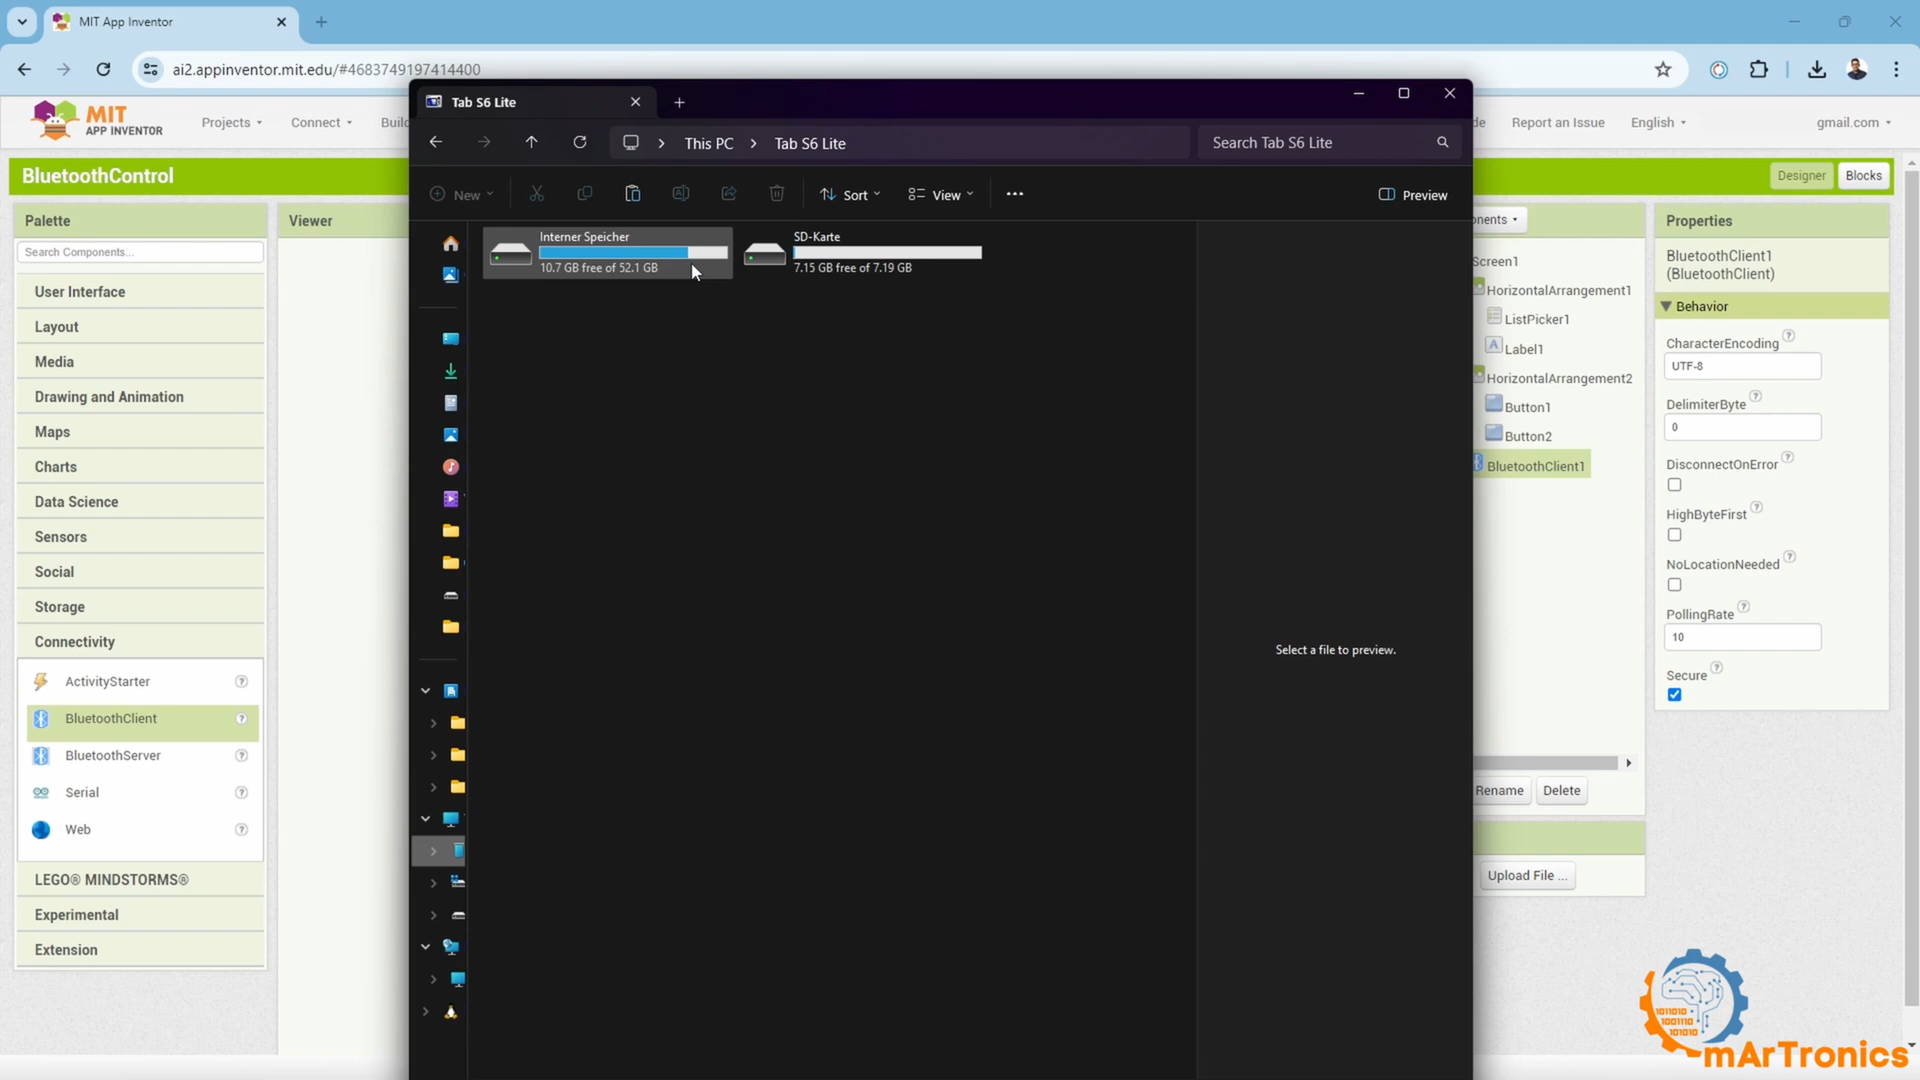 MIT App Inventor
ai2.appinventor.mit.edu/#4683749197414400
MIT
APP INVENTOR
Projects
Connect
Build
Report an Issue
English
gmail.com
BluetoothControl
Designer
Blocks
Palette
Search Components...
User Interface
Layout
Media
Drawing and Animation
Maps
Charts
Data Science
Sensors
Social
Storage
Connectivity
ActivityStarter
BluetoothClient
BluetoothServer
Serial
Web
LEGO® MINDSTORMS®
Experimental
Extension
Viewer
Tab S6 Lite
This PC > Tab S6 Lite
Search Tab S6 Lite
New
Sort
View
Preview
Interner Speicher
10.7 GB free of 52.1 GB
SD-Karte
7.15 GB free of 7.19 GB
Select a file to preview.
nents
Screen1
HorizontalArrangement1
ListPicker1
Label1
HorizontalArrangement2
Button1
Button2
BluetoothClient1
Rename
Delete
Upload File ...
Properties
BluetoothClient1
(BluetoothClient)
Behavior
CharacterEncoding
UTF-8
DelimiterByte
0
DisconnectOnError
HighByteFirst
NoLocationNeeded
PollingRate
10
Secure
mArTronics